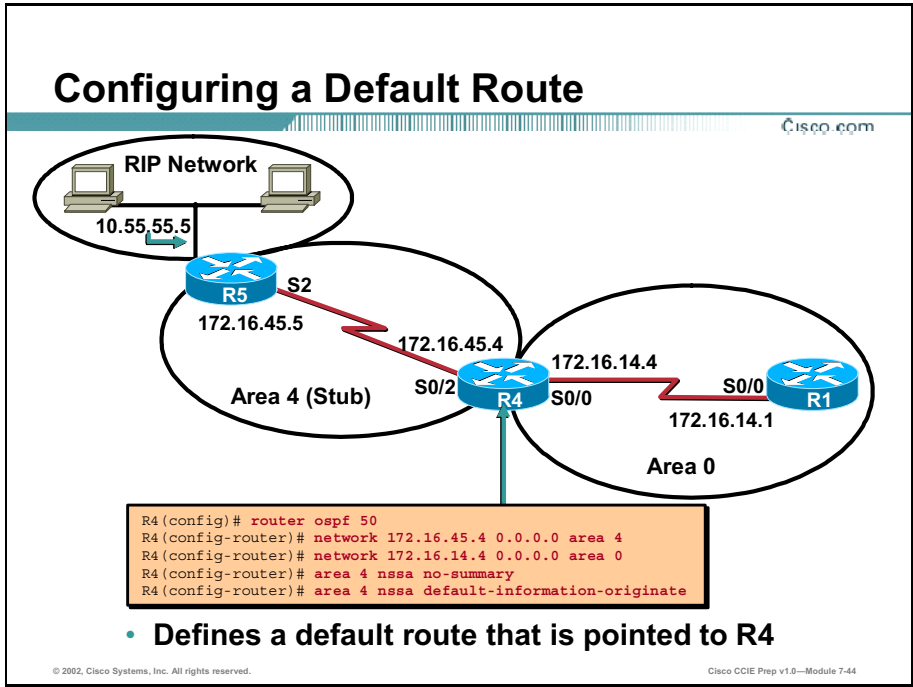 Configuring a Default Route
Cisco.com
RIP Network
10.55.55.5
R5
S2
172.16.45.5
172.16.45.4
Area 4 (Stub)
S0/2
R4
172.16.14.4
S0/0
S0/0
R1
172.16.14.1
Area 0
R4(config)# router ospf 50
R4(config-router)# network 172.16.45.4 0.0.0.0 area 4
R4(config-router)# network 172.16.14.4 0.0.0.0 area 0
R4(config-router)# area 4 nssa no-summary
R4(config-router)# area 4 nssa default-information-originate
• Defines a default route that is pointed to R4
© 2002, Cisco Systems, Inc. All rights reserved.
Cisco CCIE Prep v1.0—Module 7-44